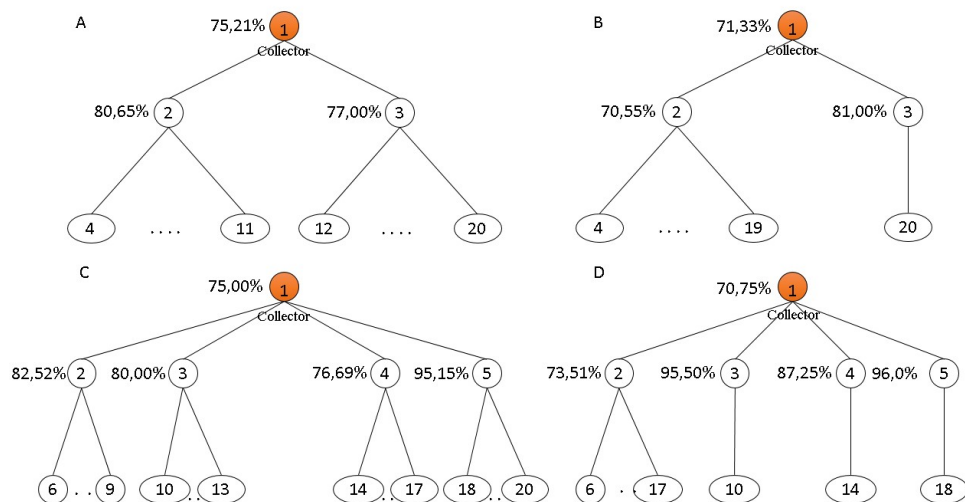 A
75,21% 1
Collector
80,65% 2 77,00% 3
4 .... 11 12 .... 20
B
71,33% 1
Collector
70,55% 2 81,00% 3
4 .... 19 20
C
75,00% 1
Collector
82,52% 2 80,00% 3 76,69% 4 95,15% 5
6 .. 9 10 .. 13 14 .. 17 18 .. 20
D
70,75% 1
Collector
73,51% 2 95,50% 3 87,25% 4 96,0% 5
6 .. 17 10 14 18